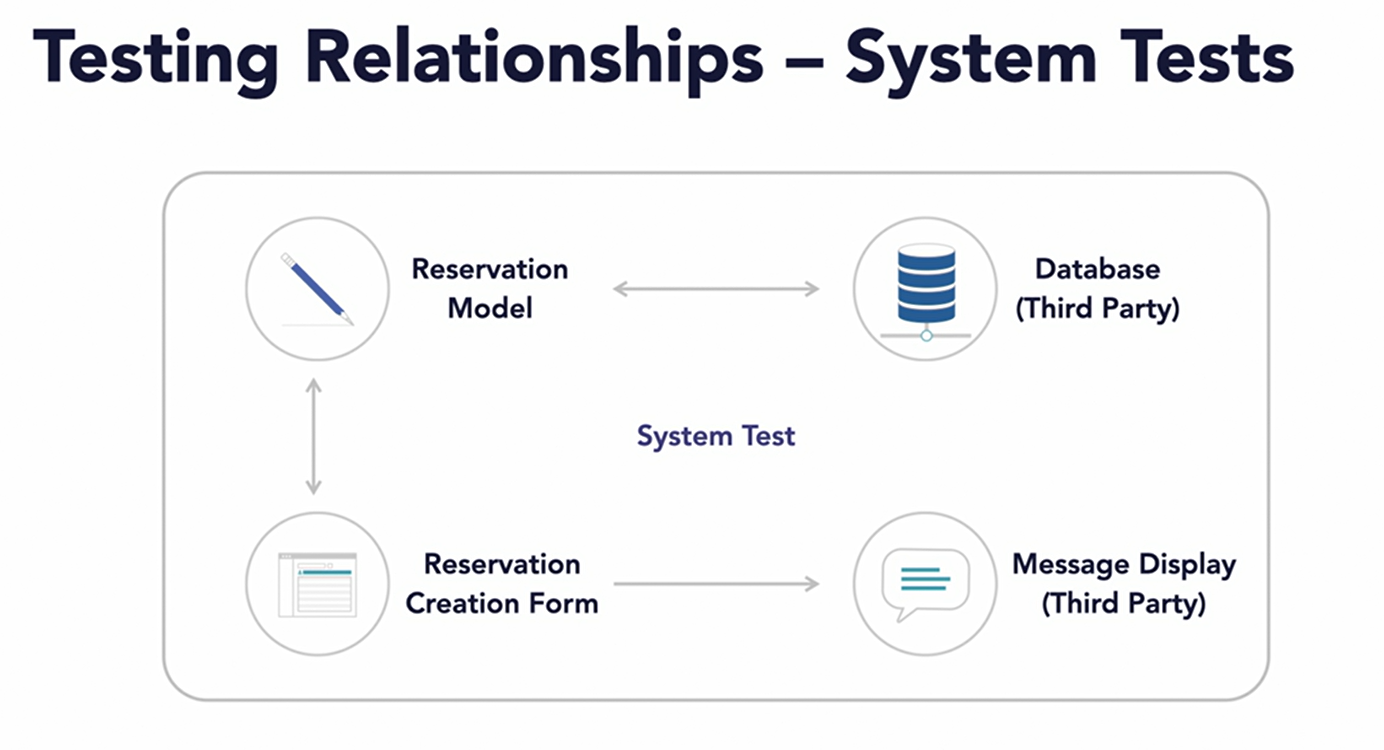 Testing Relationships – System Tests
Reservation
Model
Database
(Third Party)
System Test
Reservation
Creation Form
Message Display
(Third Party)